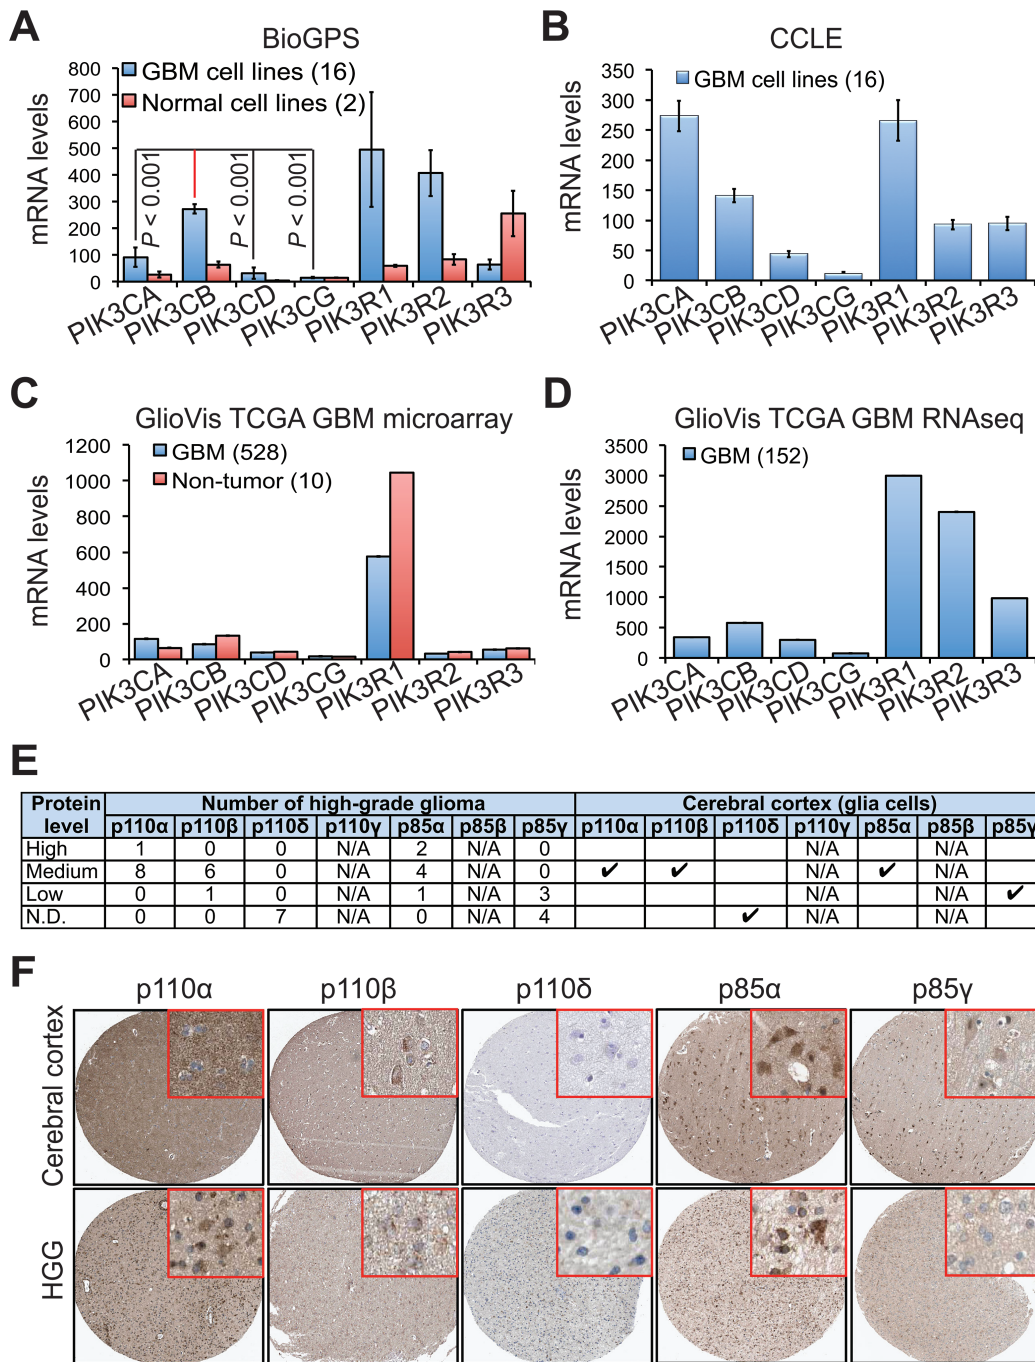 A
BioGPS
mRNA levels
800
700
600
500
400
300
200
100
0
GBM cell lines (16)
Normal cell lines (2)
P < 0.001
P < 0.001
P < 0.001
PIK3CA
PIK3CB
PIK3CD
PIK3CG
PIK3R1
PIK3R2
PIK3R3
B
CCLE
mRNA levels
350
300
250
200
150
100
50
0
GBM cell lines (16)
PIK3CA
PIK3CB
PIK3CD
PIK3CG
PIK3R1
PIK3R2
PIK3R3
C
GlioVis TCGA GBM microarray
mRNA levels
1200
1000
800
600
400
200
0
GBM (528)
Non-tumor (10)
PIK3CA
PIK3CB
PIK3CD
PIK3CG
PIK3R1
PIK3R2
PIK3R3
D
GlioVis TCGA GBM RNAseq
mRNA levels
3500
3000
2500
2000
1500
1000
500
0
GBM (152)
PIK3CA
PIK3CB
PIK3CD
PIK3CG
PIK3R1
PIK3R2
PIK3R3
E
Protein level Number of high-grade glioma Cerebral cortex (glia cells)
p110α p110β p110δ p110γ p85α p85β p85γ p110α p110β p110δ p110γ p85α p85β p85γ
High 1 0 0 N/A 2 N/A 0 N/A N/A
Medium 8 6 0 N/A 4 N/A 0 ✔ ✔ N/A ✔ N/A
Low 0 1 0 N/A 1 N/A 3 N/A N/A ✔
N.D. 0 0 7 N/A 0 N/A 4 ✔ N/A N/A
F
p110α p110β p110δ p85α p85γ
Cerebral cortex
HGG